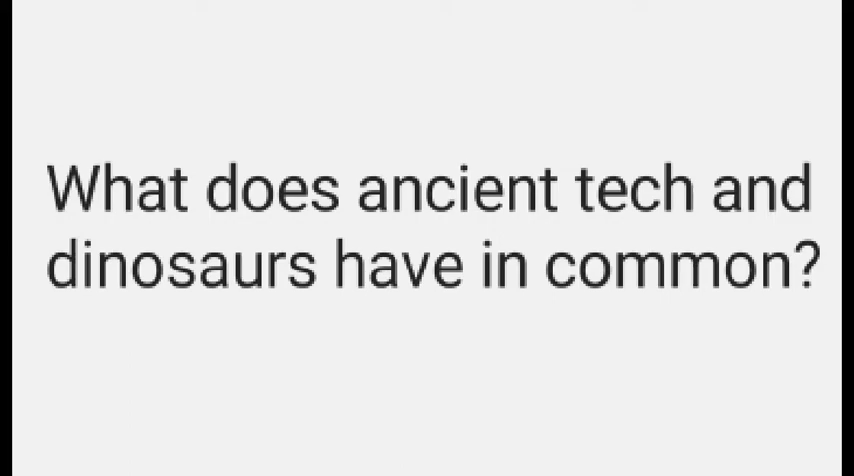 What does ancient tech and
dinosaurs have in common?